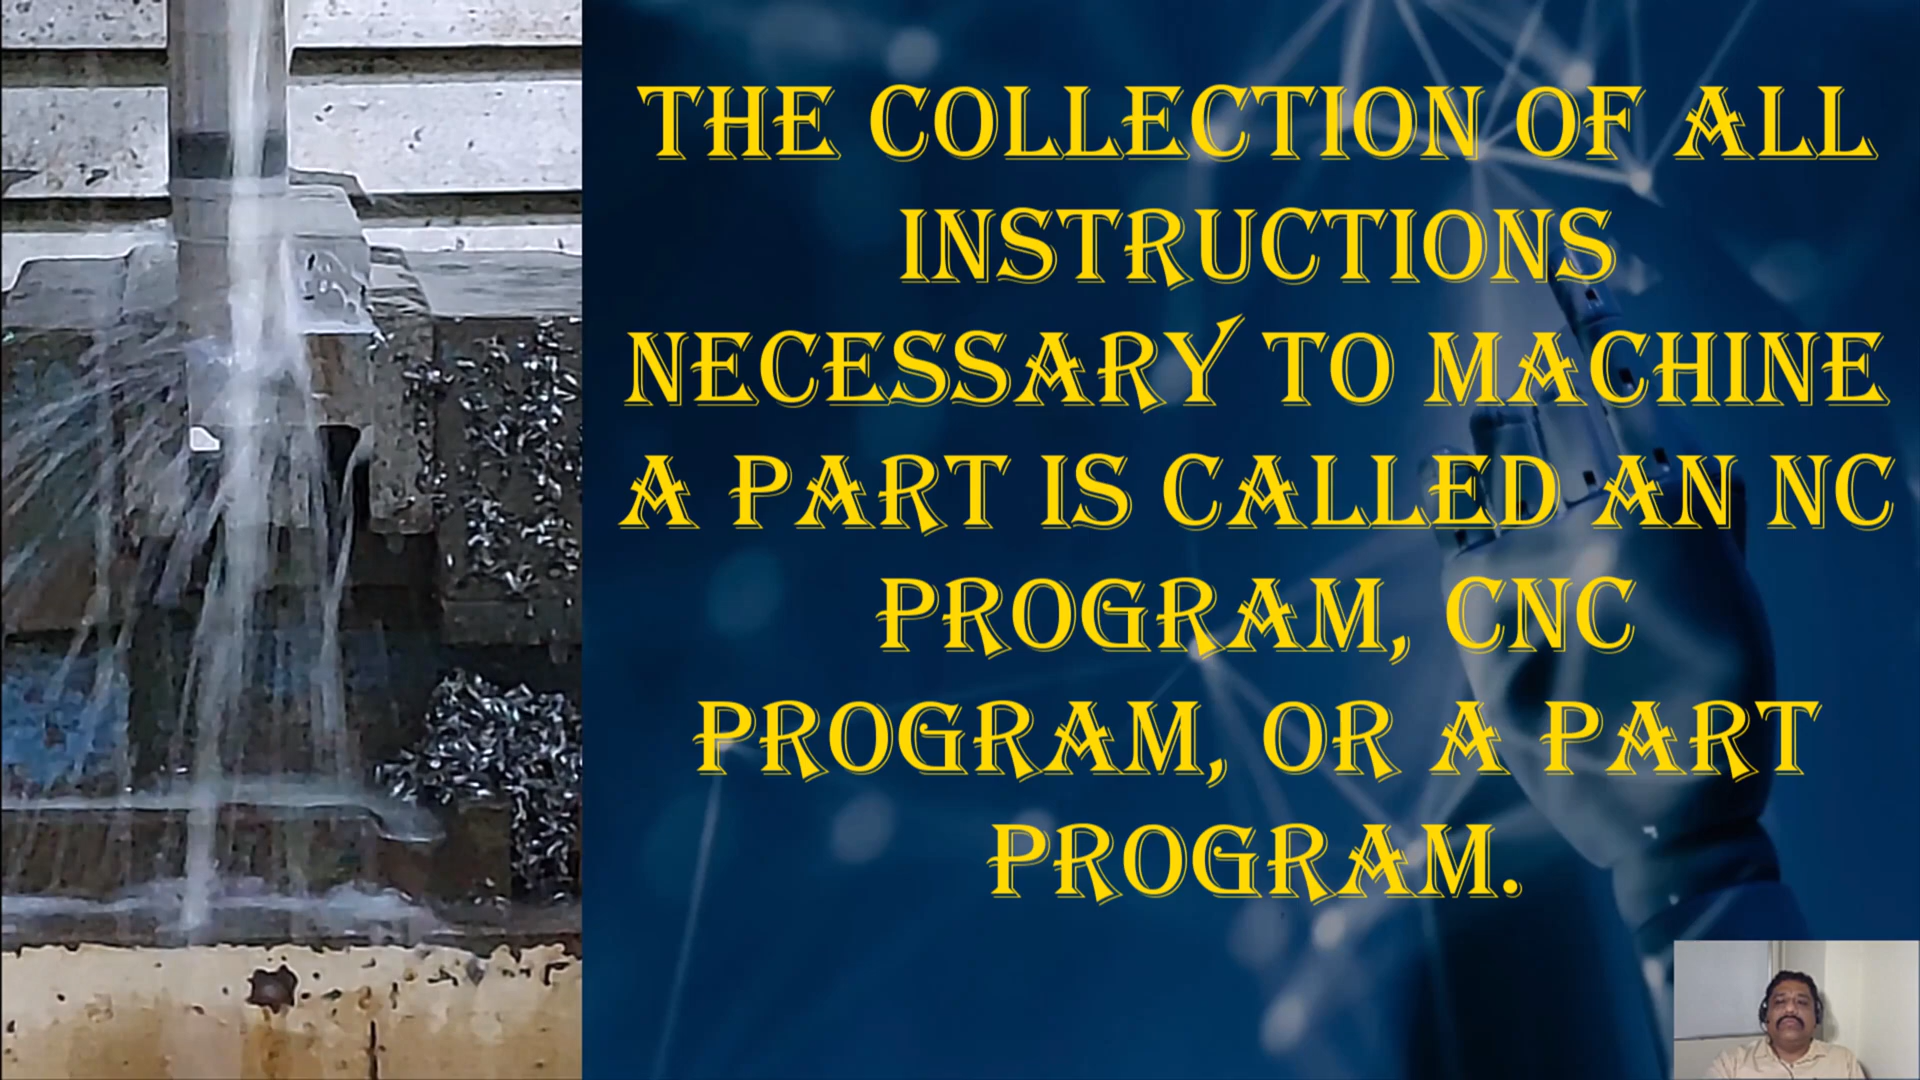 THE COLLECTION OF ALL
INSTRUCTIONS
NECESSARY TO MACHINE
A PART IS CALLED AN NC
PROGRAM, CNC
PROGRAM, OR A PART
PROGRAM.